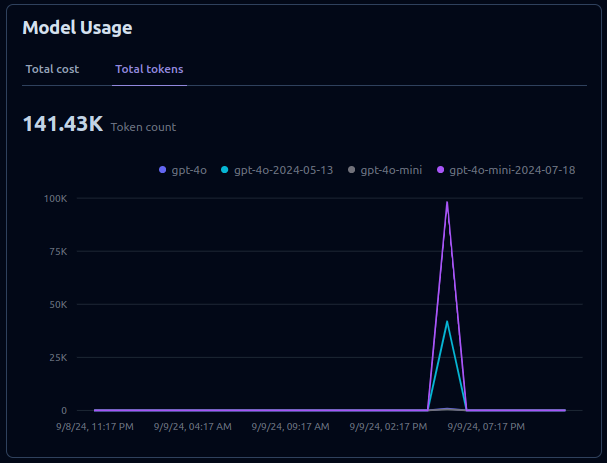 Model Usage
Total cost Total tokens
141.43K Token count
gpt-4o gpt-4o-2024-05-13 gpt-4o-mini gpt-4o-mini-2024-07-18
100K
75K
50K
25K
0
9/8/24, 11:17 PM 9/9/24, 04:17 AM 9/9/24, 09:17 AM 9/9/24, 02:17 PM 9/9/24, 07:17 PM